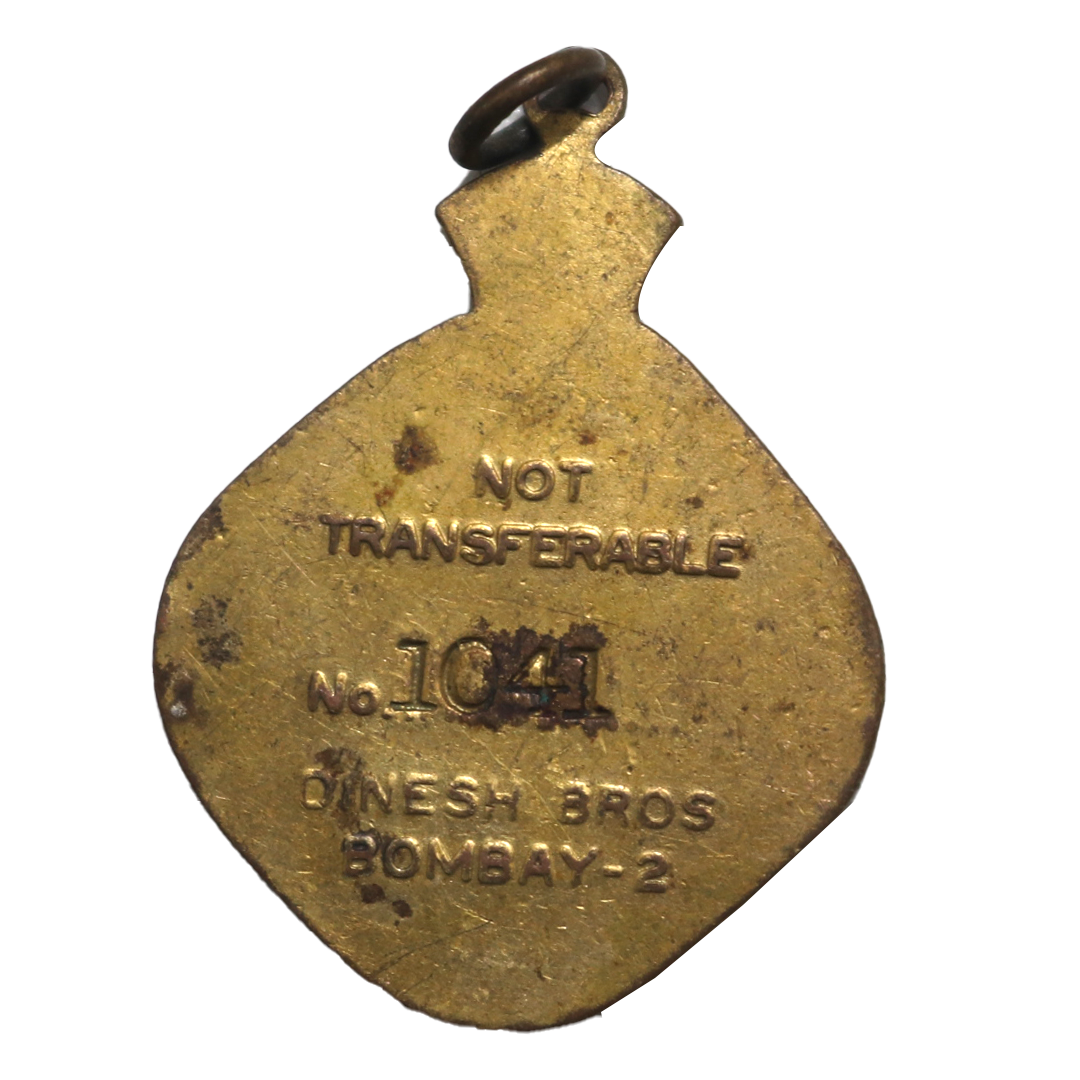 NOT
TRANSFERABLE
No. 1041
DINESH BROS
BOMBAY-2